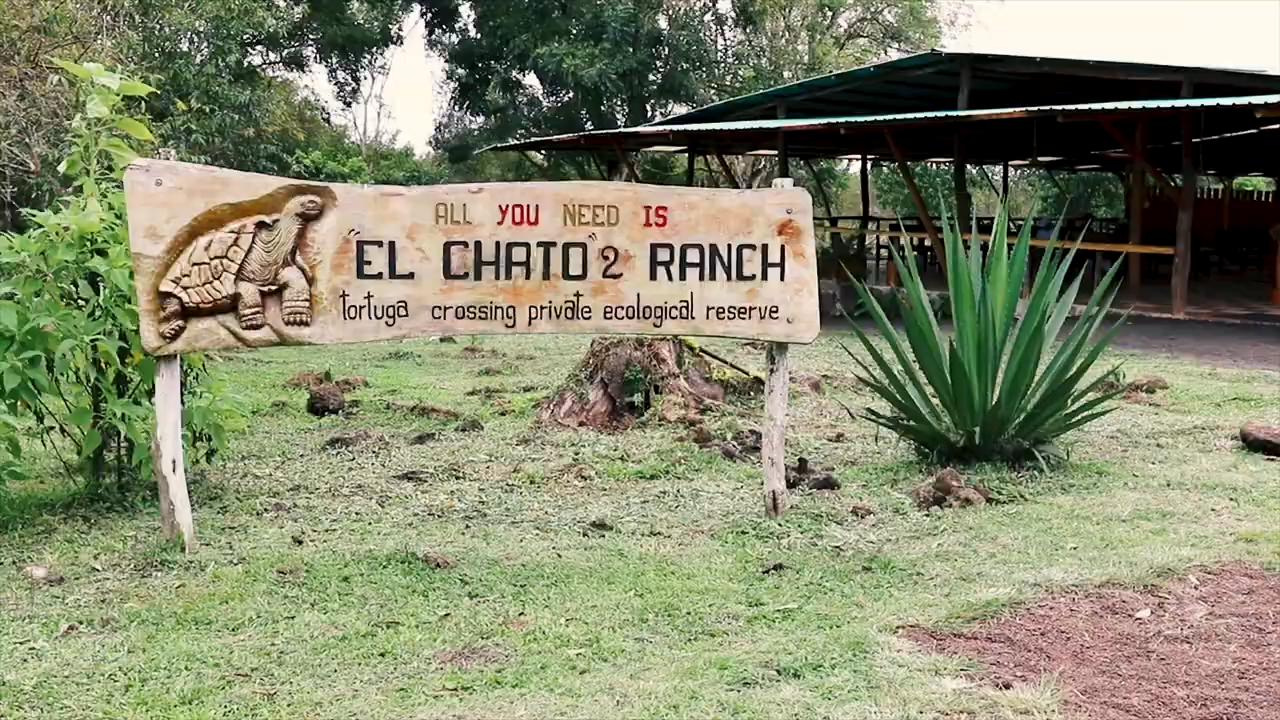 ALL YOU NEED IS
"EL CHATO" 2 RANCH
tortuga crossing private ecological reserve